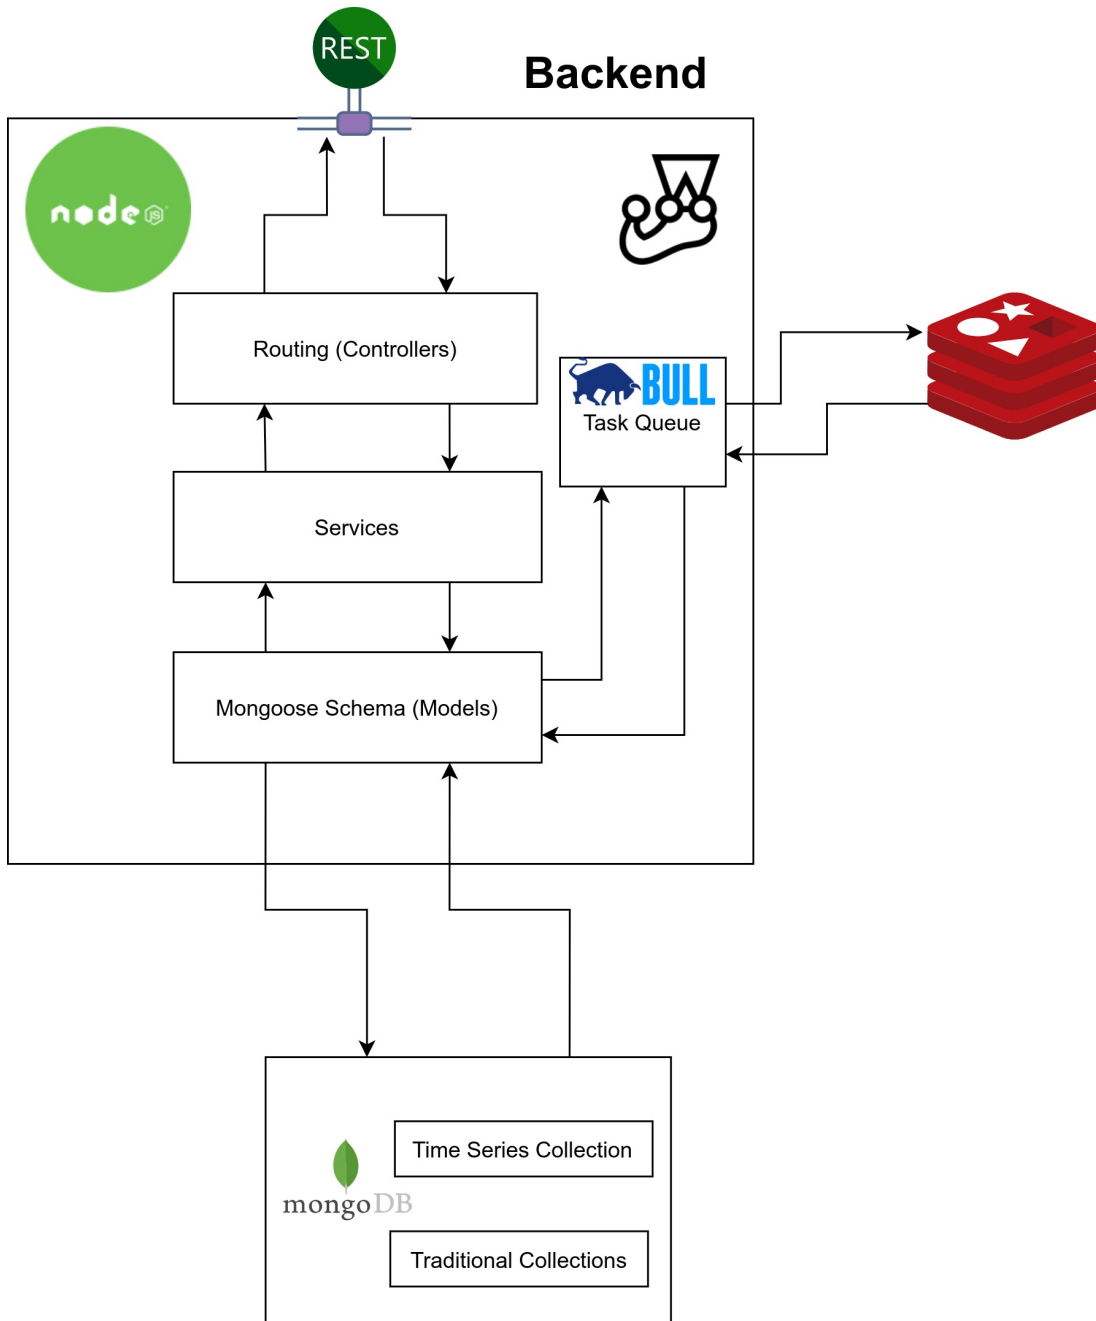 REST
Backend
node JS
Routing (Controllers)
BULL
Task Queue
Services
Mongoose Schema (Models)
Time Series Collection
mongoDB
Traditional Collections